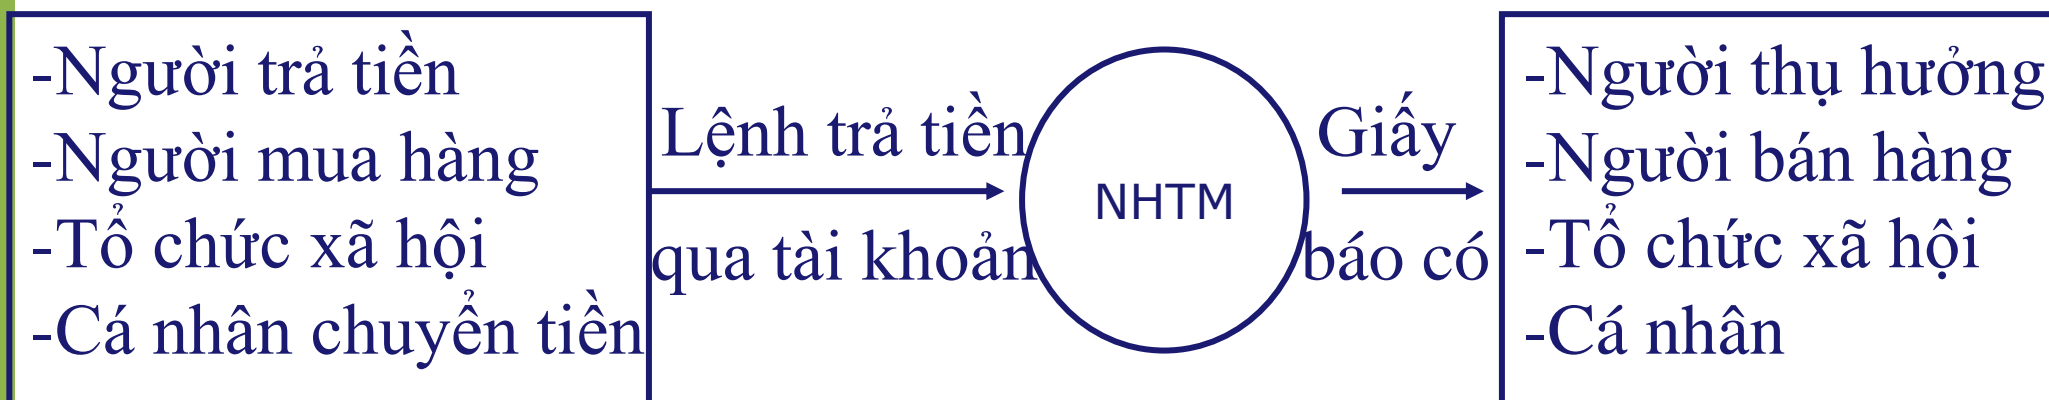 -Người trả tiền
-Người mua hàng
-Tổ chức xã hội
-Cá nhân chuyển tiền
Lệnh trả tiền
qua tài khoản
NHTM
Giấy
báo có
-Người thụ hưởng
-Người bán hàng
-Tổ chức xã hội
-Cá nhân